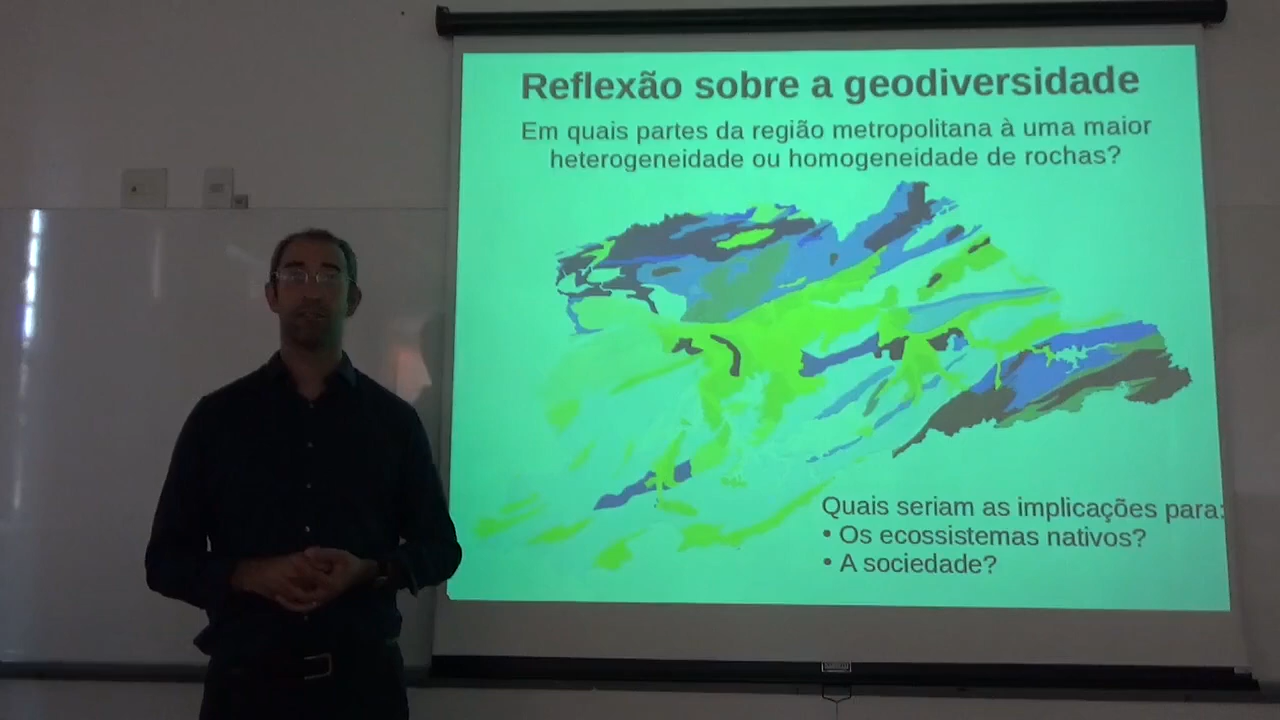 Reflexão sobre a geodiversidade
Em quais partes da região metropolitana à uma maior
heterogeneidade ou homogeneidade de rochas?
Quais seriam as implicações para:
• Os ecossistemas nativos?
• A sociedade?